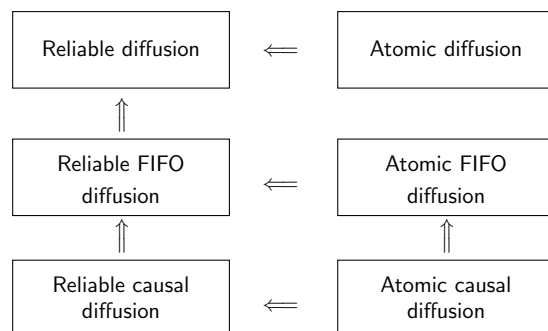 Reliable diffusion
⇐
Atomic diffusion
⇑
Reliable FIFO
diffusion
⇐
Atomic FIFO
diffusion
⇑
⇑
Reliable causal
diffusion
⇐
Atomic causal
diffusion